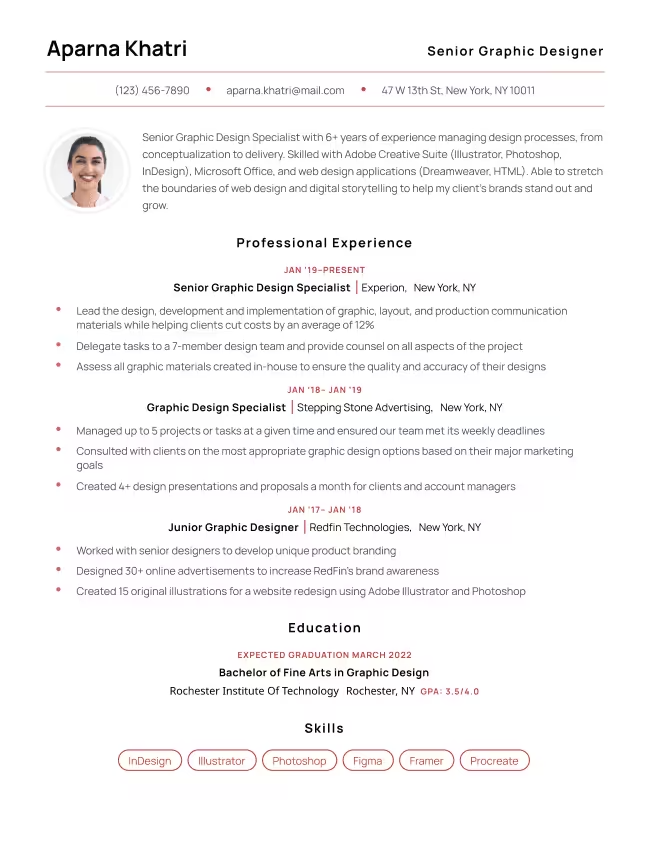 Aparna Khatri
Senior Graphic Designer
(123) 456-7890 • aparna.khatri@mail.com • 47 W 13th St, New York, NY 10011
Senior Graphic Design Specialist with 6+ years of experience managing design processes, from
conceptualization to delivery. Skilled with Adobe Creative Suite (Illustrator, Photoshop,
InDesign), Microsoft Office, and web design applications (Dreamweaver, HTML). Able to stretch
the boundaries of web design and digital storytelling to help my client's brands stand out and
grow.
Professional Experience
JAN '19–PRESENT
Senior Graphic Design Specialist | Experion, New York, NY
• Lead the design, development and implementation of graphic, layout, and production communication
materials while helping clients cut costs by an average of 12%
• Delegate tasks to a 7-member design team and provide counsel on all aspects of the project
• Assess all graphic materials created in-house to ensure the quality and accuracy of their designs
JAN '18– JAN '19
Graphic Design Specialist | Stepping Stone Advertising, New York, NY
• Managed up to 5 projects or tasks at a given time and ensured our team met its weekly deadlines
• Consulted with clients on the most appropriate graphic design options based on their major marketing
goals
• Created 4+ design presentations and proposals a month for clients and account managers
JAN '17– JAN '18
Junior Graphic Designer | Redfin Technologies, New York, NY
• Worked with senior designers to develop unique product branding
• Designed 30+ online advertisements to increase RedFin's brand awareness
• Created 15 original illustrations for a website redesign using Adobe Illustrator and Photoshop
Education
EXPECTED GRADUATION MARCH 2022
Bachelor of Fine Arts in Graphic Design
Rochester Institute Of Technology Rochester, NY GPA: 3.5/4.0
Skills
InDesign Illustrator Photoshop Figma Framer Procreate